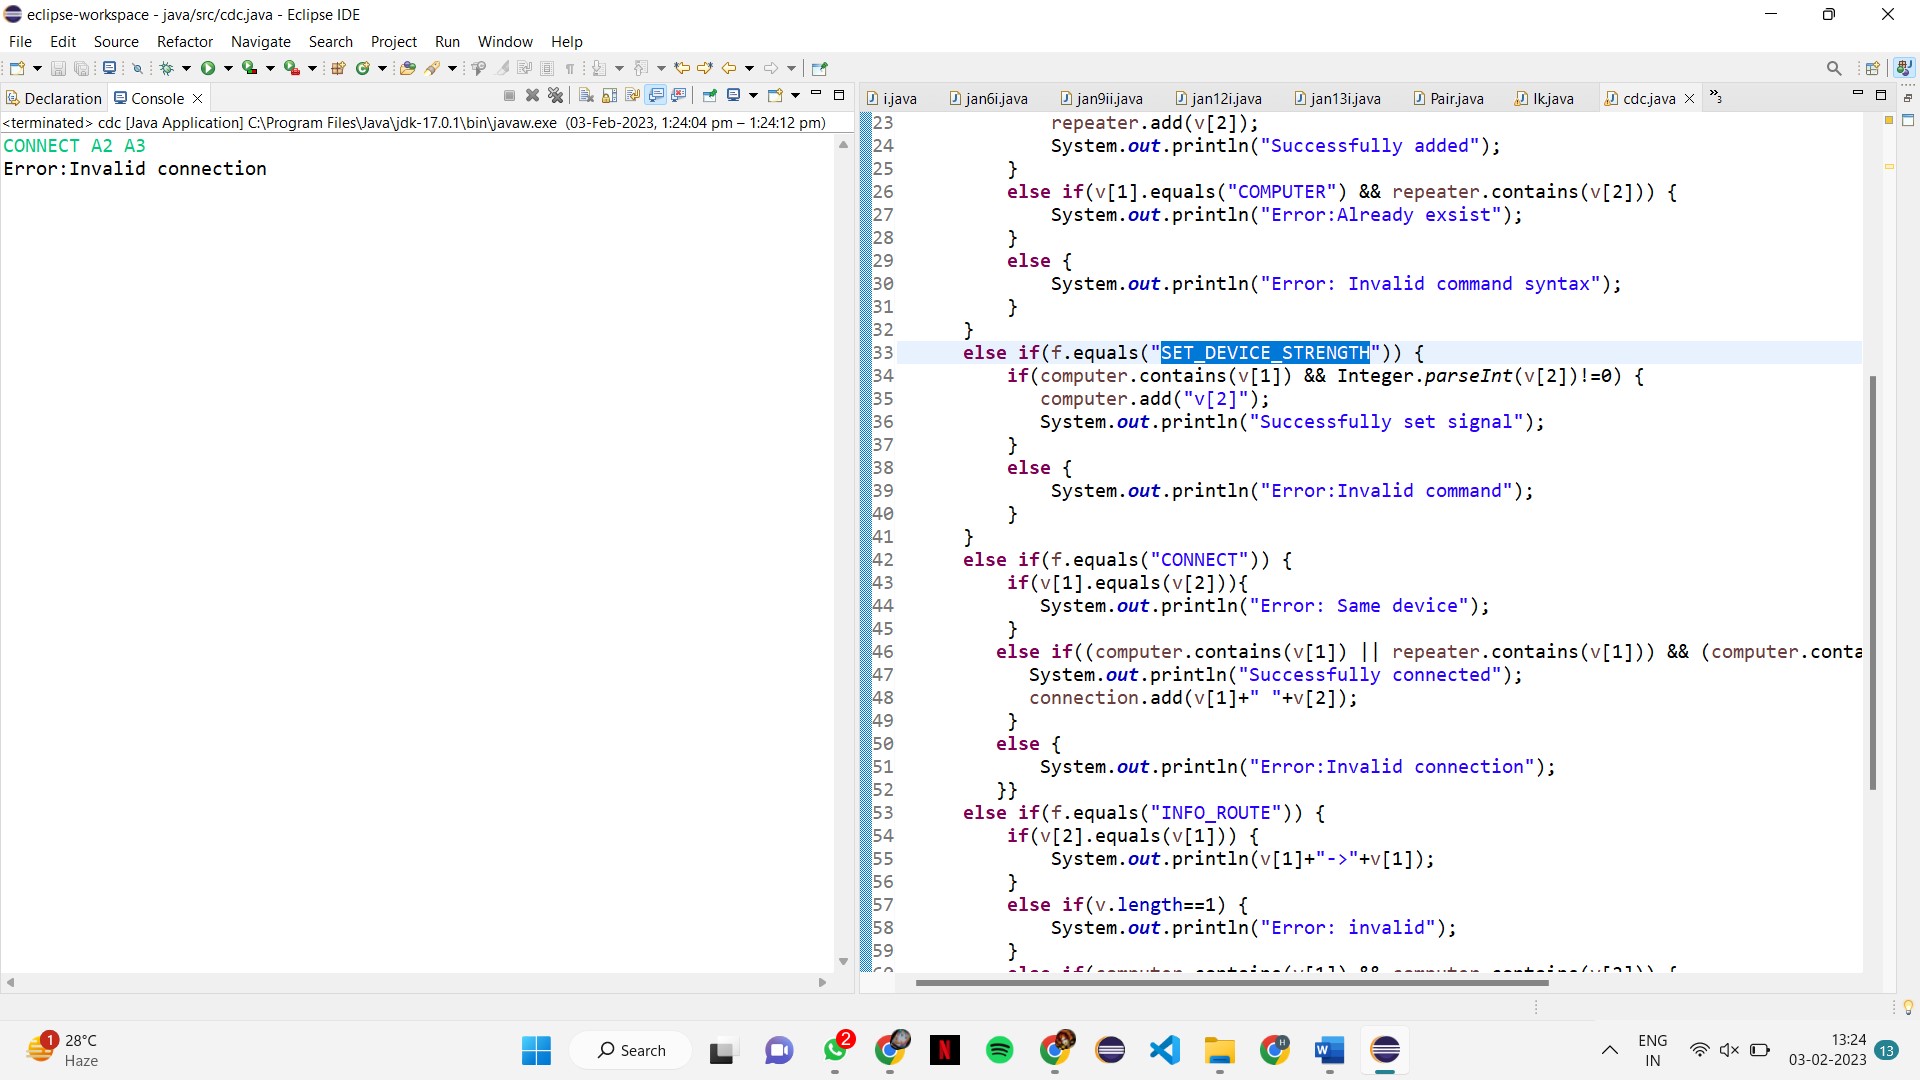 eclipse-workspace - java/src/cdc.java - Eclipse IDE
File Edit Source Refactor Navigate Search Project Run Window Help
Declaration Console
<terminated> cdc [Java Application] C:\Program Files\Java\jdk-17.0.1\bin\javaw.exe (03-Feb-2023, 1:24:04 pm – 1:24:12 pm)
CONNECT A2 A3
Error:Invalid connection
i.java jan6i.java jan9ii.java jan12i.java jan13i.java Pair.java lk.java cdc.java »3
23 repeater.add(v[2]);
24 System.out.println("Successfully added");
25 }
26 else if(v[1].equals("COMPUTER") && repeater.contains(v[2])) {
27 System.out.println("Error:Already exsist");
28 }
29 else {
30 System.out.println("Error: Invalid command syntax");
31 }
32 }
33 else if(f.equals("SET_DEVICE_STRENGTH")) {
34 if(computer.contains(v[1]) && Integer.parseInt(v[2])!=0) {
35 computer.add("v[2]");
36 System.out.println("Successfully set signal");
37 }
38 else {
39 System.out.println("Error:Invalid command");
40 }
41 }
42 else if(f.equals("CONNECT")) {
43 if(v[1].equals(v[2])){
44 System.out.println("Error: Same device");
45 }
46 else if((computer.contains(v[1]) || repeater.contains(v[1])) && (computer.conta
47 System.out.println("Successfully connected");
48 connection.add(v[1]+" "+v[2]);
49 }
50 else {
51 System.out.println("Error:Invalid connection");
52 }}
53 else if(f.equals("INFO_ROUTE")) {
54 if(v[2].equals(v[1])) {
55 System.out.println(v[1]+"->"+v[1]);
56 }
57 else if(v.length==1) {
58 System.out.println("Error: invalid");
59 }
1
28°C
Haze
Search
2
N
H
W
ENG
IN
13:24
03-02-2023
13